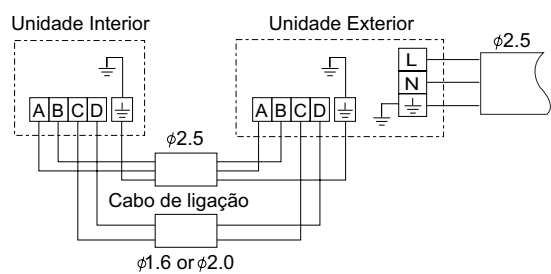 Unidade Interior
Unidade Exterior
ϕ2.5
L
N
A B C D
A B C D
ϕ2.5
Cabo de ligação
ϕ1.6 or ϕ2.0